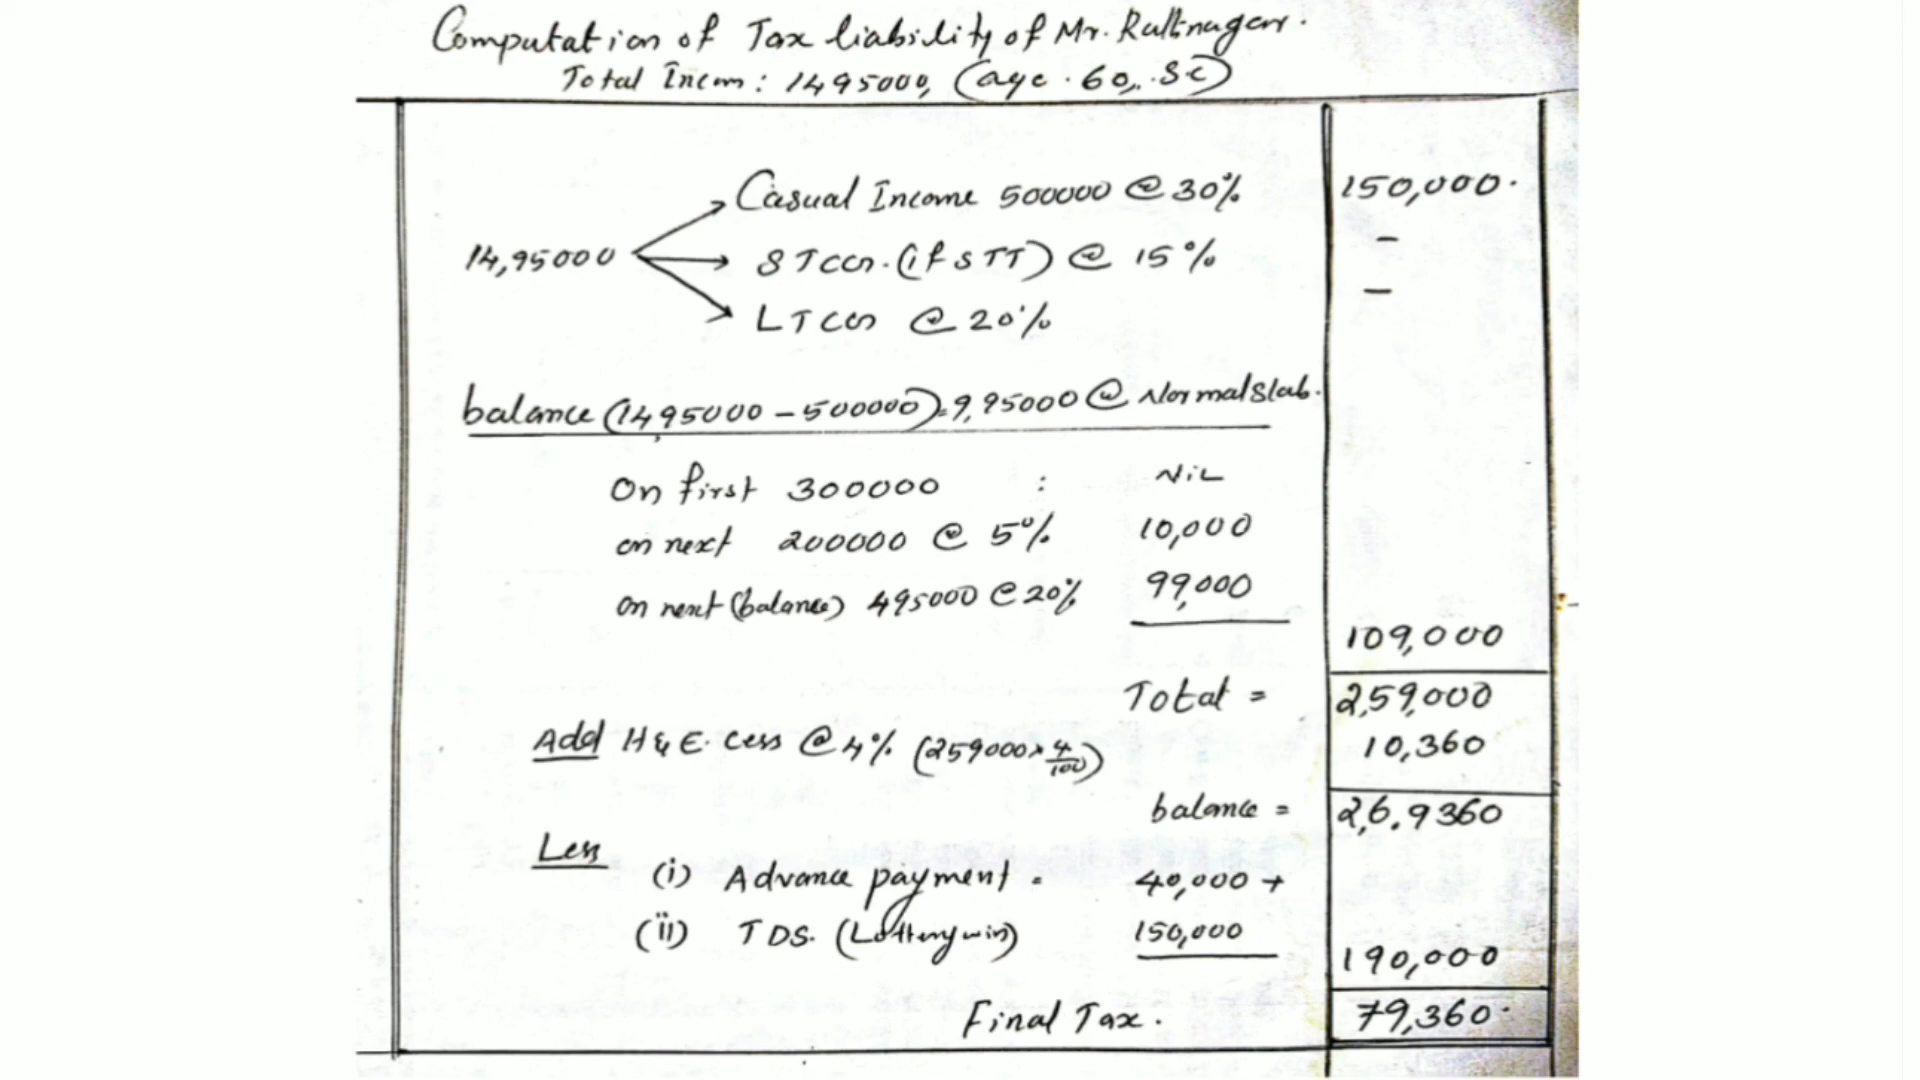 Computation of Tax liability of Mr. Rattnagar.
Total Incm: 1495000, (age. 60,. SC)
Casual Income 500000 @ 30% 150,000.
14,95000 STCG. (if STT) @ 15% -
LTCG @ 20% -
balance (1495000 - 500000) = 9,95000 @ Normal Slab.
On first 300000 : NiL
on next 200000 @ 5% 10,000
on next (balance) 495000 @ 20% 99,000
109,000
Total = 2,59,000
Add H & E. Cess @ 4% (259000 × 4/100) 10,360
balance = 2,6.9360
Less
(i) Advance payment. 40,000 +
(ii) TDS. (Lottery win) 150,000
190,000
Final Tax. 79,360.